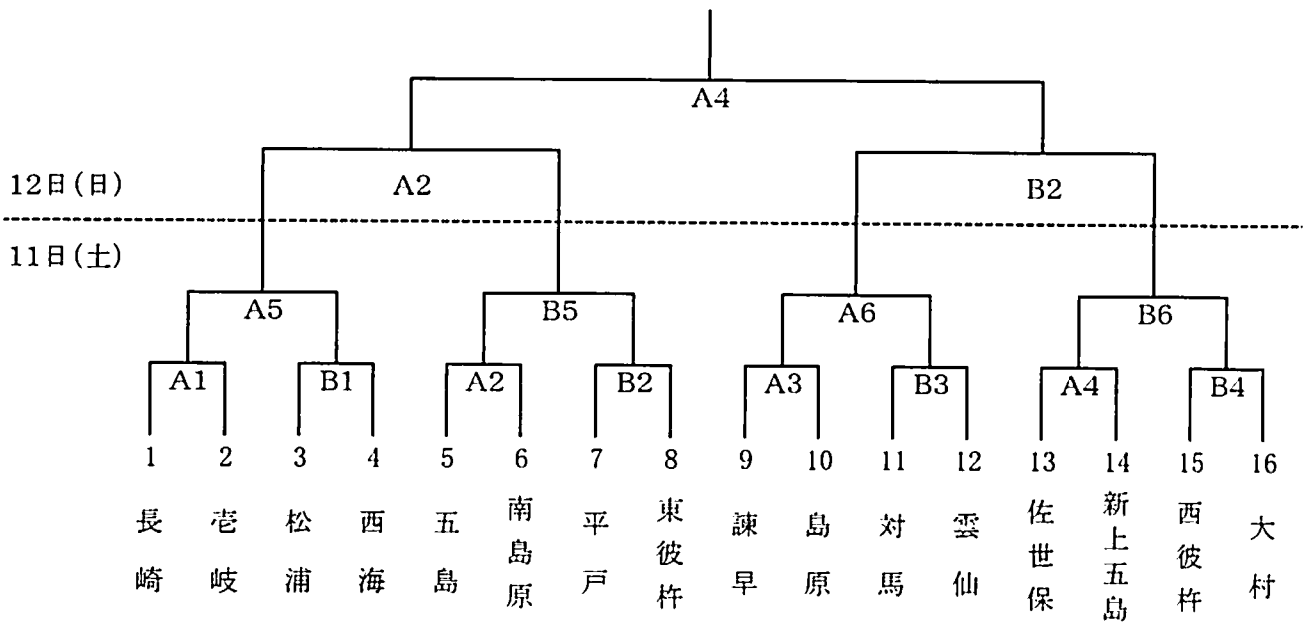 A4
12日(日)
A2
B2
11日(土)
A5
B5
A6
B6
A1
B1
A2
B2
A3
B3
A4
B4
1 2 3 4 5 6 7 8 9 10 11 12 13 14 15 16
長崎
壱岐
松浦
西海
五島
南島原
平戸
東彼杵
諫早
島原
対馬
雲仙
佐世保
新上五島
西彼杵
大村